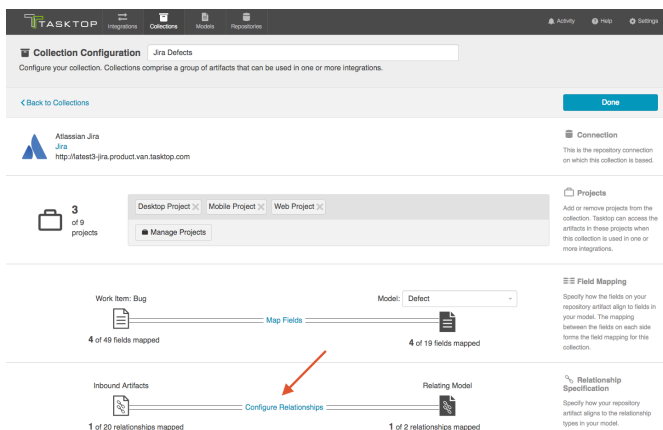 TASKTOP
Integrations
Collections
Models
Repositories
Activity
Help
Settings
Collection Configuration
Jira Defects
Configure your collection. Collections comprise a group of artifacts that can be used in one or more integrations.
Back to Collections
Done
Atlassian Jira
Jira
http://latest3-jira.product.van.tasktop.com
Connection
This is the repository connection
on which this collection is based.
3
of 9
projects
Desktop Project
Mobile Project
Web Project
Manage Projects
Projects
Add or remove projects from the
collection. Tasktop can access the
artifacts in these projects when
this collection is used in one or
more integrations.
Work Item: Bug
4 of 49 fields mapped
Map Fields
Model:
Defect
4 of 19 fields mapped
Field Mapping
Specify how the fields on your
repository artifact align to fields in
your model. The mapping
between the fields on each side
forms the field mapping for this
collection.
Inbound Artifacts
1 of 20 relationships mapped
Configure Relationships
Relating Model
1 of 2 relationships mapped
Relationship
Specification
Specify how your repository
artifact aligns to the relationship
types in your model.